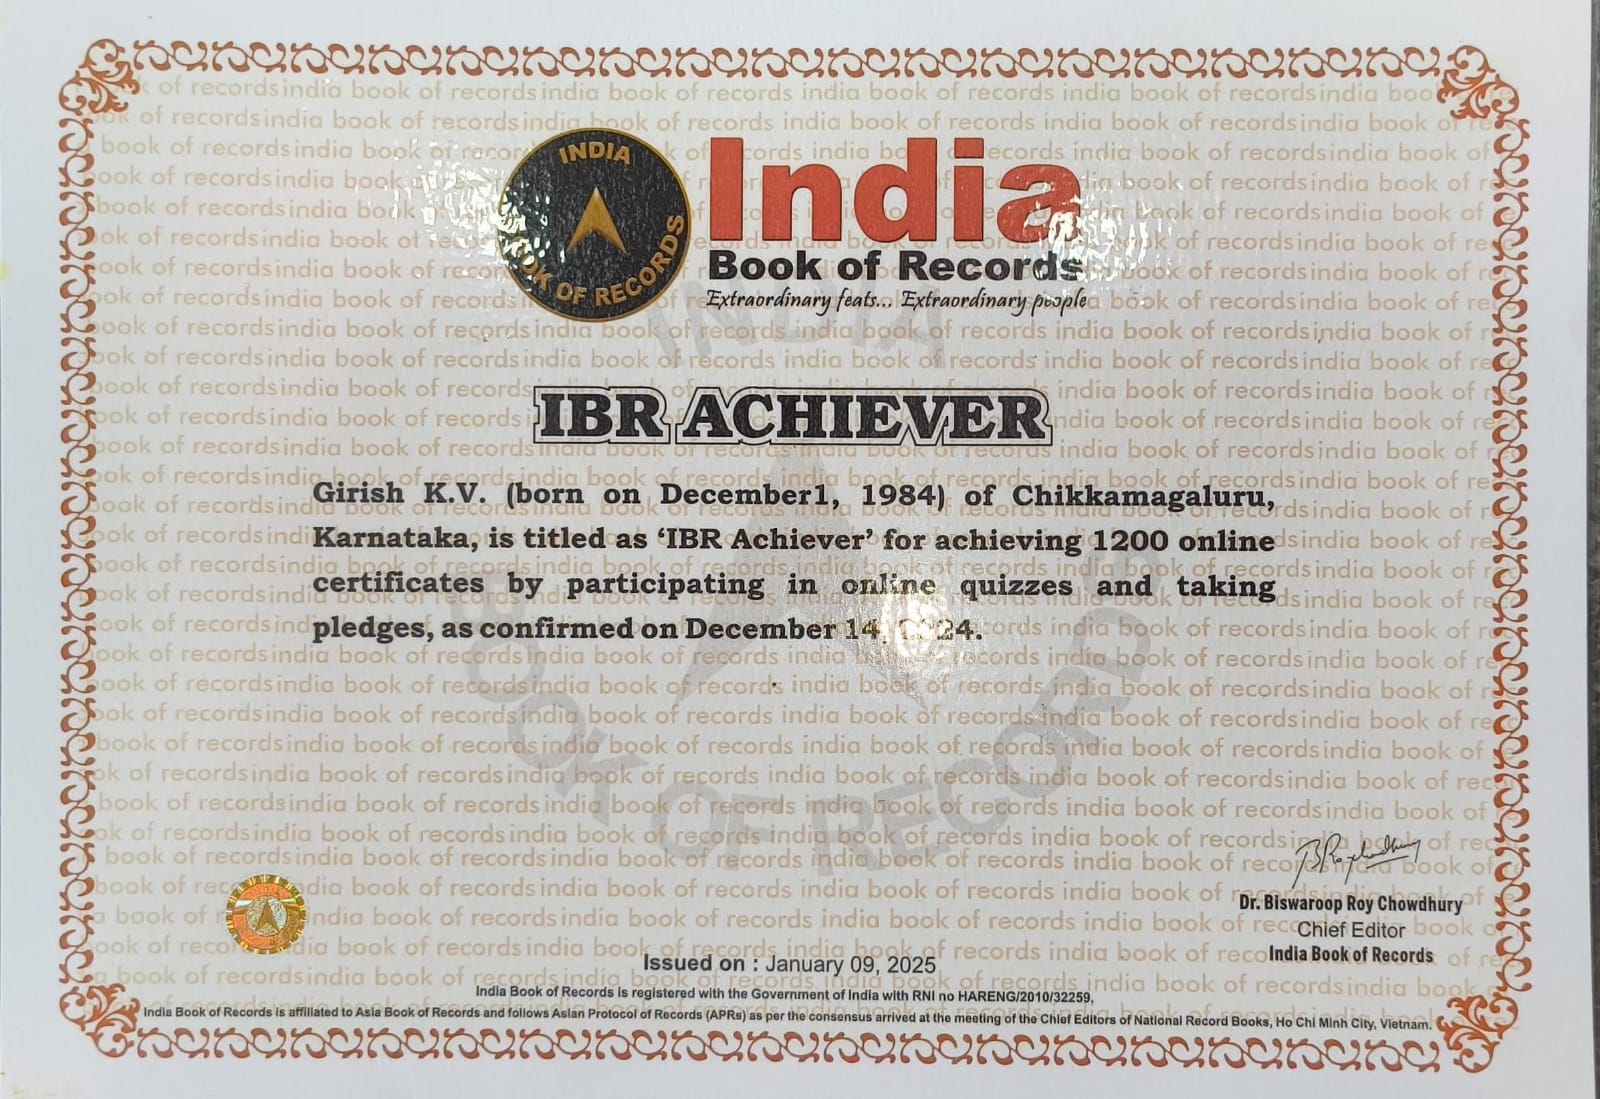 INDIA
BOOK OF RECORDS
India
Book of Records
Extraordinary feats... Extraordinary people
IBR ACHIEVER
Girish K.V. (born on December1, 1984) of Chikkamagaluru,
Karnataka, is titled as ‘IBR Achiever’ for achieving 1200 online
certificates by participating in online quizzes and taking
pledges, as confirmed on December 14, 2024.
Dr. Biswaroop Roy Chowdhury
Chief Editor
India Book of Records
Issued on : January 09, 2025
India Book of Records is registered with the Government of India with RNI no HARENG/2010/32259.
India Book of Records is affiliated to Asia Book of Records and follows Asian Protocol of Records (APRs) as per the consensus arrived at the meeting of the Chief Editors of National Record Books, Ho Chi Minh City, Vietnam.